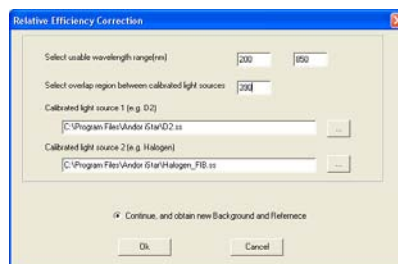 Relative Efficiency Correction
Select usable wavelength range(nm) 200 850
Select overlap region between calibrated light sources 390
Calibrated light source 1 (e.g. D2)
C:\Program Files\Andor iStar\D2.ss ...
Calibrated light source 2 (e.g. Halogen)
C:\Program Files\Andor iStar\Halogen_FIB.ss ...
Continue, and obtain new Background and Refernece
Ok Cancel